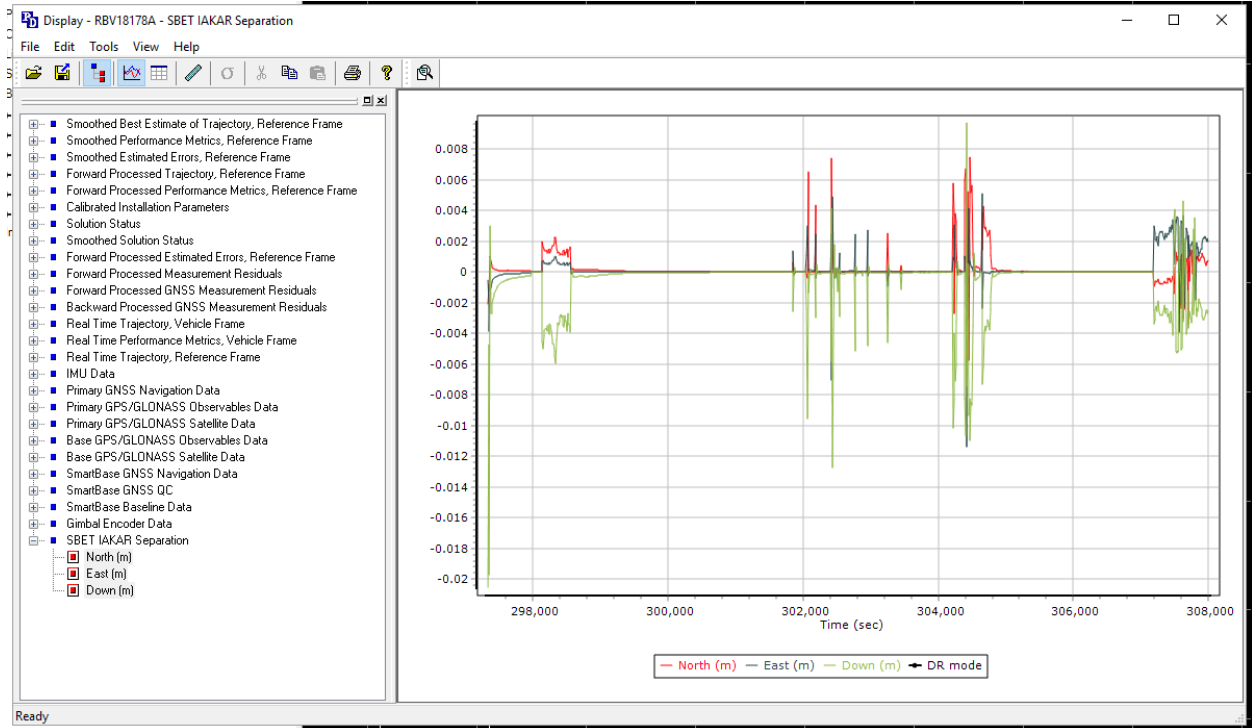 Display - RBV18178A - SBET IAKAR Separation
File Edit Tools View Help
Smoothed Best Estimate of Trajectory, Reference Frame
Smoothed Performance Metrics, Reference Frame
Smoothed Estimated Errors, Reference Frame
Forward Processed Trajectory, Reference Frame
Forward Processed Performance Metrics, Reference Frame
Calibrated Installation Parameters
Solution Status
Smoothed Solution Status
Forward Processed Estimated Errors, Reference Frame
Forward Processed Measurement Residuals
Forward Processed GNSS Measurement Residuals
Backward Processed GNSS Measurement Residuals
Real Time Trajectory, Vehicle Frame
Real Time Performance Metrics, Vehicle Frame
Real Time Trajectory, Reference Frame
IMU Data
Primary GNSS Navigation Data
Primary GPS/GLONASS Observables Data
Primary GPS/GLONASS Satellite Data
Base GPS/GLONASS Observables Data
Base GPS/GLONASS Satellite Data
SmartBase GNSS Navigation Data
SmartBase GNSS QC
SmartBase Baseline Data
Gimbal Encoder Data
SBET IAKAR Separation
North (m)
East (m)
Down (m)
0.008
0.006
0.004
0.002
0
-0.002
-0.004
-0.006
-0.008
-0.01
-0.012
-0.014
-0.016
-0.018
-0.02
298,000 300,000 302,000 304,000 306,000 308,000
Time (sec)
North (m) East (m) Down (m) DR mode
Ready